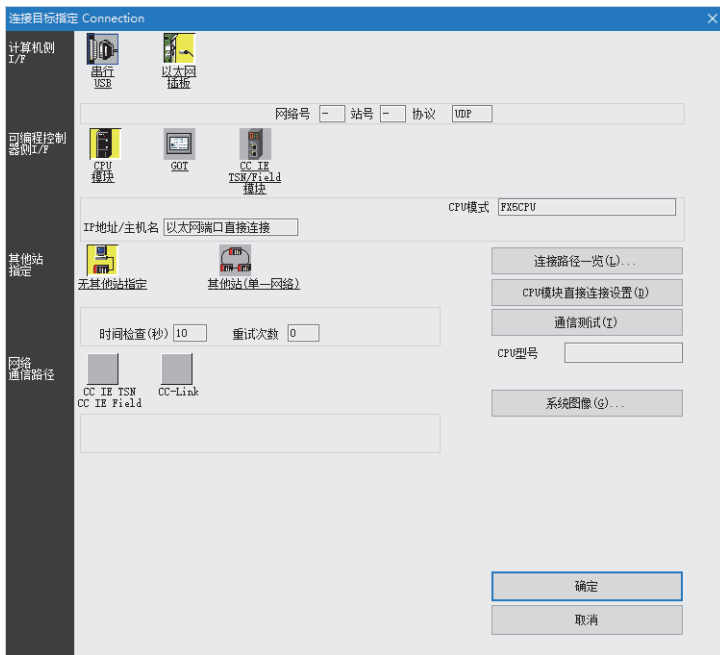 连接目标指定 Connection
计算机侧
I/F
串行
USB
以太网
插板
网络号 - 站号 - 协议 UDP
可编程控制
器侧I/F
CPU
模块
GOT
CC IE
TSN/Field
模块
CPU模式 FX5CPU
IP地址/主机名 以太网端口直接连接
其他站
指定
无其他站指定
其他站(单一网络)
连接路径一览(L)...
CPU模块直接连接设置(D)
时间检查(秒) 10 重试次数 0
通信测试(T)
CPU型号
网络
通信路径
CC IE TSN
CC IE Field
CC-Link
系统图像(G)...
确定
取消